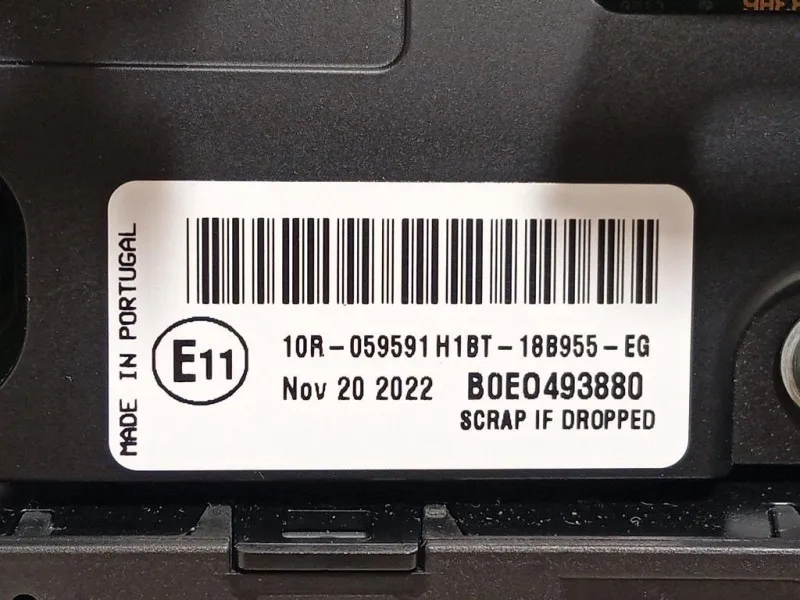 MADE IN PORTUGAL
E11
10R-059591 H1BT-18B955-EG
Nov 20 2022 B0E0493880
SCRAP IF DROPPED